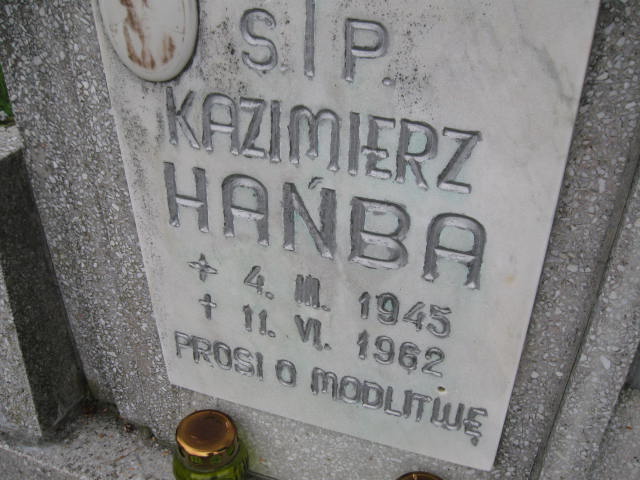 Ś. I P.
KAZIMIERZ
HAŃBA
4. III. 1945
† 11. VI. 1962
PROSI O MODLITWĘ